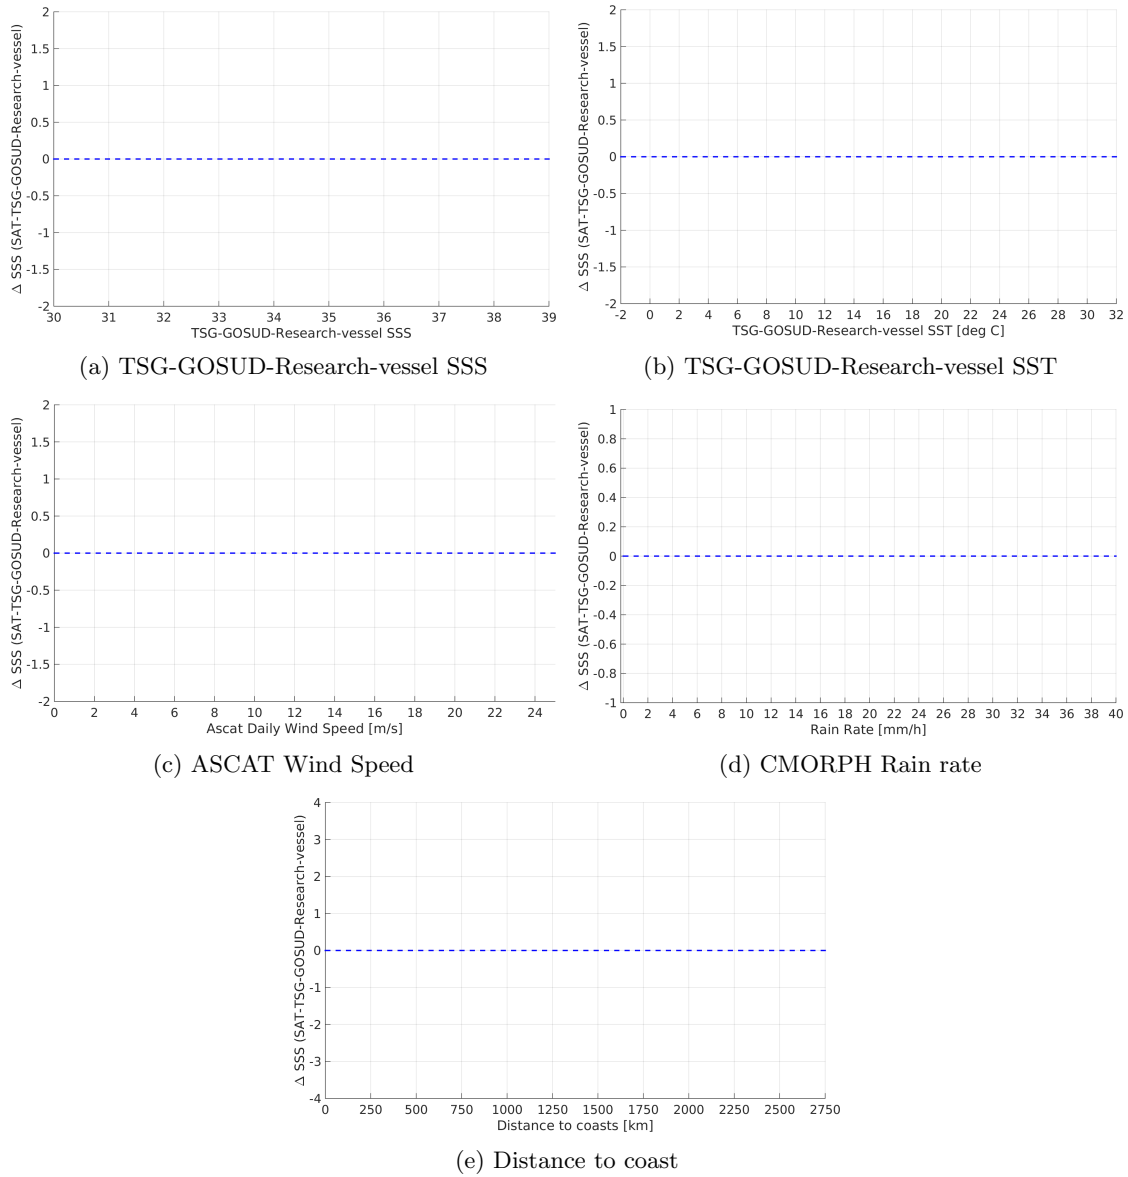 Δ SSS (SAT-TSG-GOSUD-Research-vessel)
2
1.5
1
0.5
0
-0.5
-1
-1.5
-2
30 31 32 33 34 35 36 37 38 39
TSG-GOSUD-Research-vessel SSS
(a) TSG-GOSUD-Research-vessel SSS
Δ SSS (SAT-TSG-GOSUD-Research-vessel)
2
1.5
1
0.5
0
-0.5
-1
-1.5
-2
-2 0 2 4 6 8 10 12 14 16 18 20 22 24 26 28 30 32
TSG-GOSUD-Research-vessel SST [deg C]
(b) TSG-GOSUD-Research-vessel SST
Δ SSS (SAT-TSG-GOSUD-Research-vessel)
2
1.5
1
0.5
0
-0.5
-1
-1.5
-2
0 2 4 6 8 10 12 14 16 18 20 22 24
Ascat Daily Wind Speed [m/s]
(c) ASCAT Wind Speed
Δ SSS (SAT-TSG-GOSUD-Research-vessel)
1
0.8
0.6
0.4
0.2
0
-0.2
-0.4
-0.6
-0.8
-1
0 2 4 6 8 10 12 14 16 18 20 22 24 26 28 30 32 34 36 38 40
Rain Rate [mm/h]
(d) CMORPH Rain rate
Δ SSS (SAT-TSG-GOSUD-Research-vessel)
4
3
2
1
0
-1
-2
-3
-4
0 250 500 750 1000 1250 1500 1750 2000 2250 2500 2750
Distance to coasts [km]
(e) Distance to coast